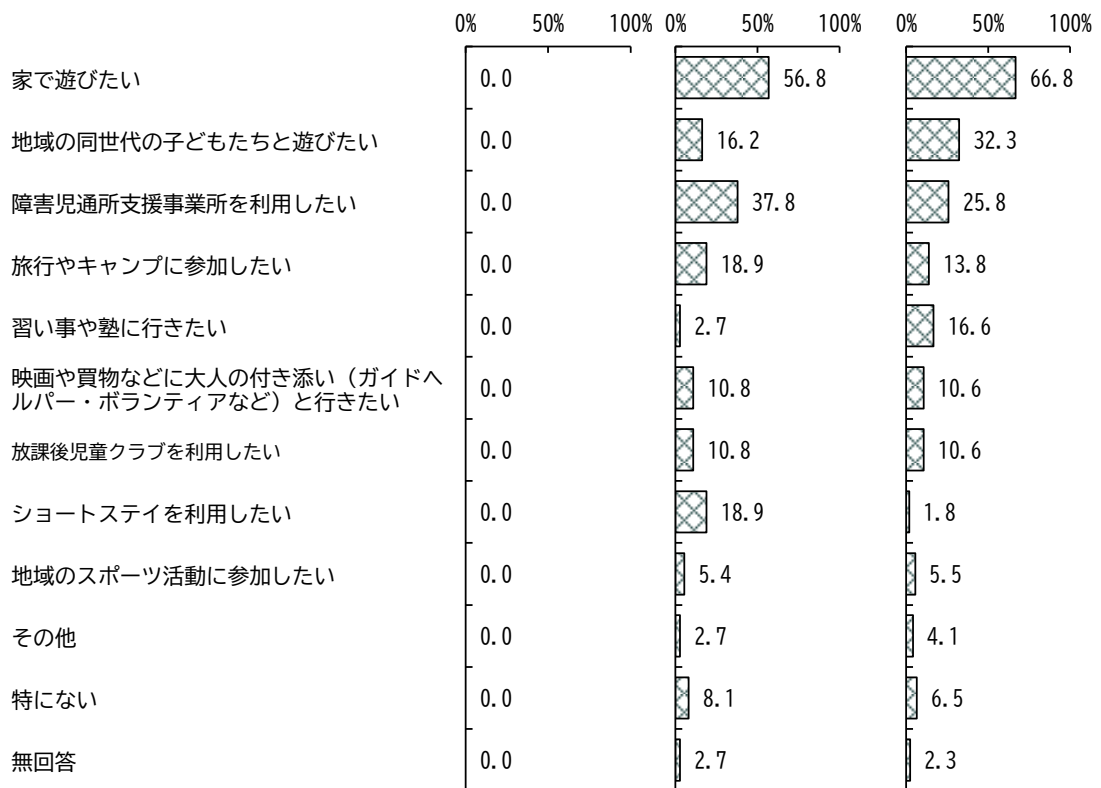 0% 50% 100% 0% 50% 100% 0% 50% 100%
家で遊びたい 0.0 56.8 66.8
地域の同世代の子どもたちと遊びたい 0.0 16.2 32.3
障害児通所支援事業所を利用したい 0.0 37.8 25.8
旅行やキャンプに参加したい 0.0 18.9 13.8
習い事や塾に行きたい 0.0 2.7 16.6
映画や買物などに大人の付き添い（ガイドヘ
ルパー・ボランティアなど）と行きたい 0.0 10.8 10.6
放課後児童クラブを利用したい 0.0 10.8 10.6
ショートステイを利用したい 0.0 18.9 1.8
地域のスポーツ活動に参加したい 0.0 5.4 5.5
その他 0.0 2.7 4.1
特にない 0.0 8.1 6.5
無回答 0.0 2.7 2.3